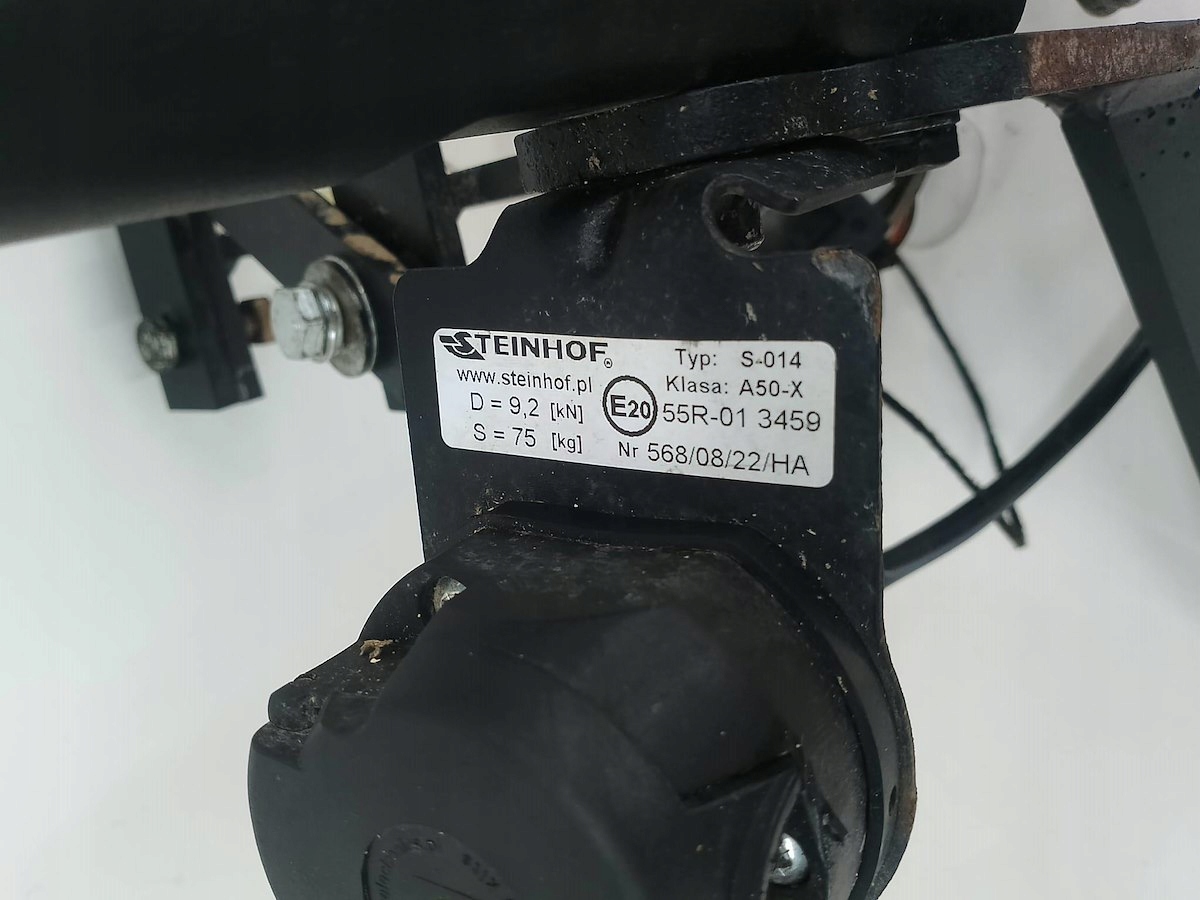 STEINHOF®
www.steinhof.pl
D = 9,2 [kN]
S = 75 [kg]
Typ: S-014
Klasa: A50-X
E20 55R-01 3459
Nr 568/08/22/HA